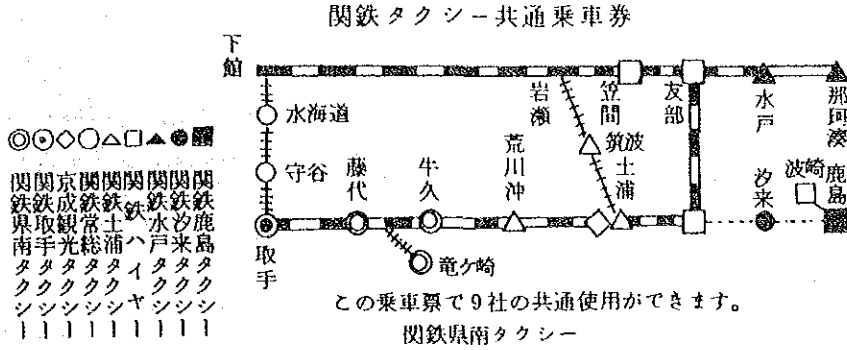 関鉄タクシー共通乗車券
下館
岩瀬
笠間
友部
水戸
那珂湊
水海道
守谷
藤代
牛久
荒川沖
筑波
土浦
汐来
波崎
鹿島
取手
竜ケ崎
◎関鉄県南タクシー
⊙関鉄取手タクシー
◇京成観光タクシー
○関鉄常総タクシー
△関鉄土浦タクシー
□関鉄ハイヤー
▲関鉄水戸タクシー
●関鉄汐来タクシー
■関鉄鹿島タクシー
この乗車票で9社の共通使用ができます。
関鉄県南タクシー